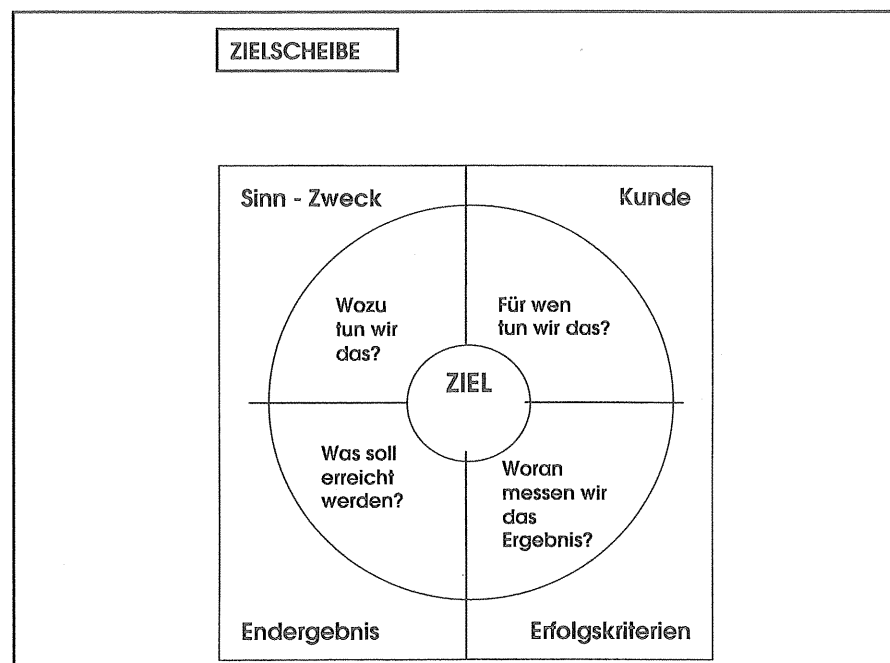 ZIELSCHEIBE
Sinn - Zweck
Kunde
Wozu
tun wir
das?
Für wen
tun wir das?
ZIEL
Was soll
erreicht
werden?
Woran
messen wir
das
Ergebnis?
Endergebnis
Erfolgskriterien